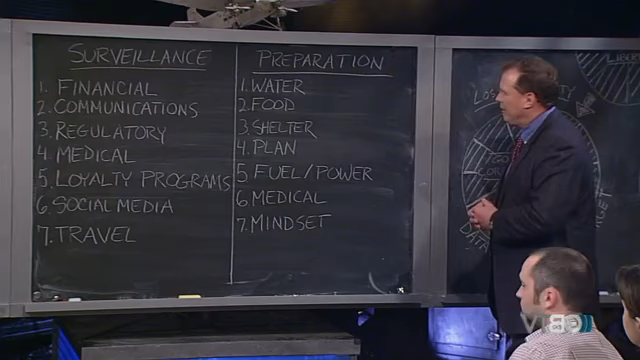 SURVEILLANCE
1. FINANCIAL
2. COMMUNICATIONS
3. REGULATORY
4. MEDICAL
5. LOYALTY PROGRAMS
6. SOCIAL MEDIA
7. TRAVEL
PREPARATION
1. WATER
2. FOOD
3. SHELTER
4. PLAN
5 FUEL/POWER
6 MEDICAL
7. MINDSET